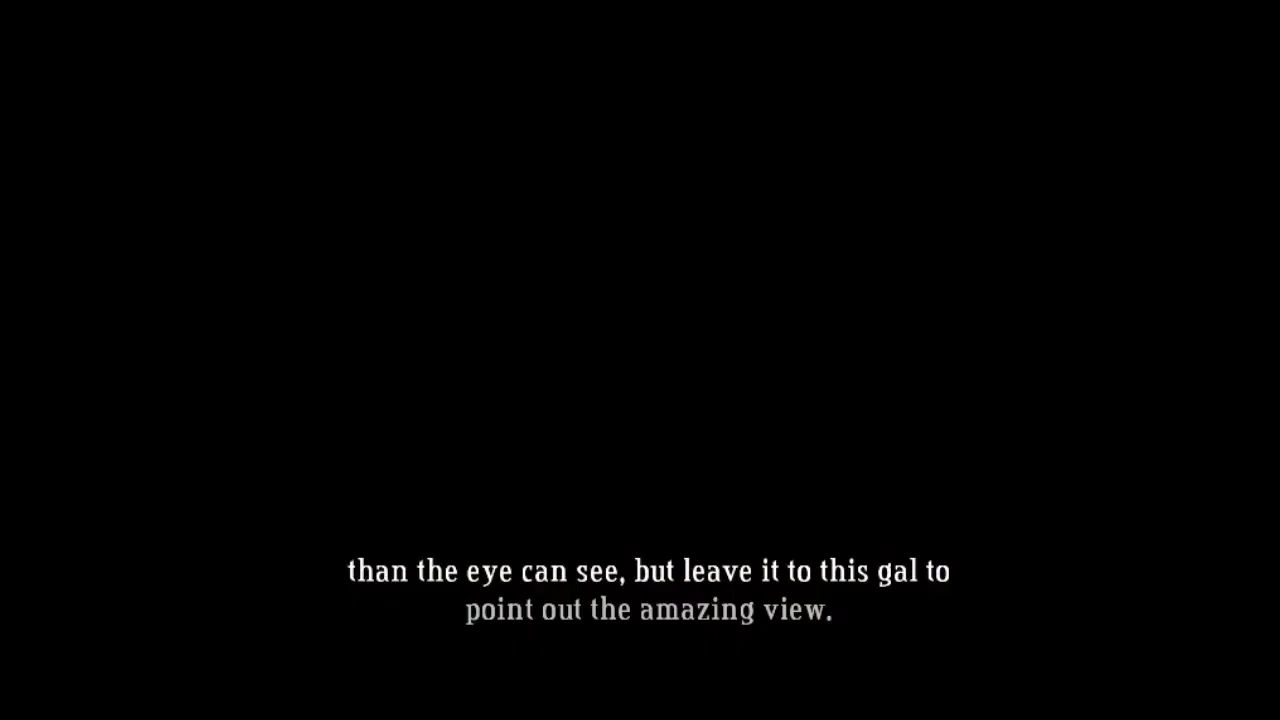 than the eye can see, but leave it to this gal to
point out the amazing view.